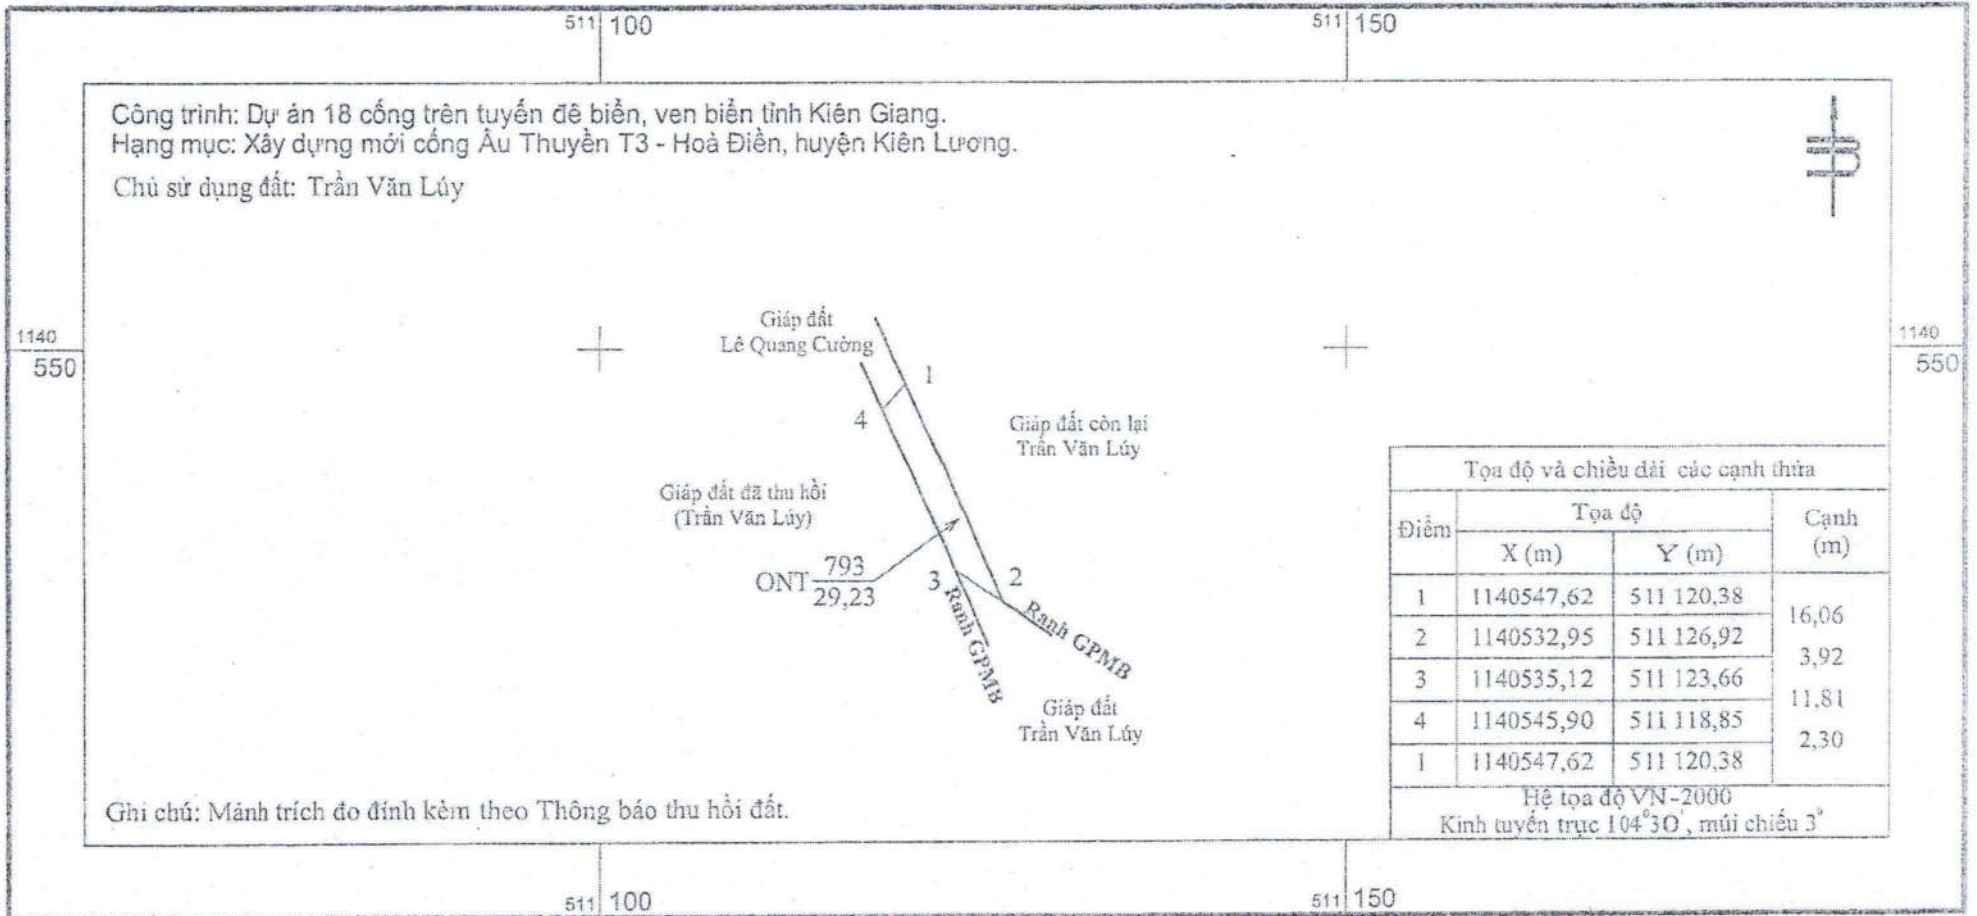 511 100
511 150
Công trình: Dự án 18 cống trên tuyến đê biển, ven biển tỉnh Kiên Giang.
Hạng mục: Xây dựng mới cống Âu Thuyền T3 - Hoà Điền, huyện Kiên Lương.
Chủ sử dụng đất: Trần Văn Lúy
1140
550
1140
550
Giáp đất
Lê Quang Cường
1
4
Giáp đất còn lại
Trần Văn Lúy
Giáp đất đã thu hồi
(Trần Văn Lúy)
ONT 793
29,23
3
2
Ranh GPMB
Ranh GPMB
Giáp đất
Trần Văn Lúy
Tọa độ và chiều dài các cạnh thửa
Điểm Tọa độ Cạnh
(m)
X (m) Y (m)
1 1140547,62 511 120,38
16,06
2 1140532,95 511 126,92
3,92
3 1140535,12 511 123,66
11,81
4 1140545,90 511 118,85
2,30
1 1140547,62 511 120,38
Hệ tọa độ VN-2000
Kinh tuyến trục 104°30', múi chiếu 3°
Ghi chú: Mảnh trích đo đính kèm theo Thông báo thu hồi đất.
511 100
511 150